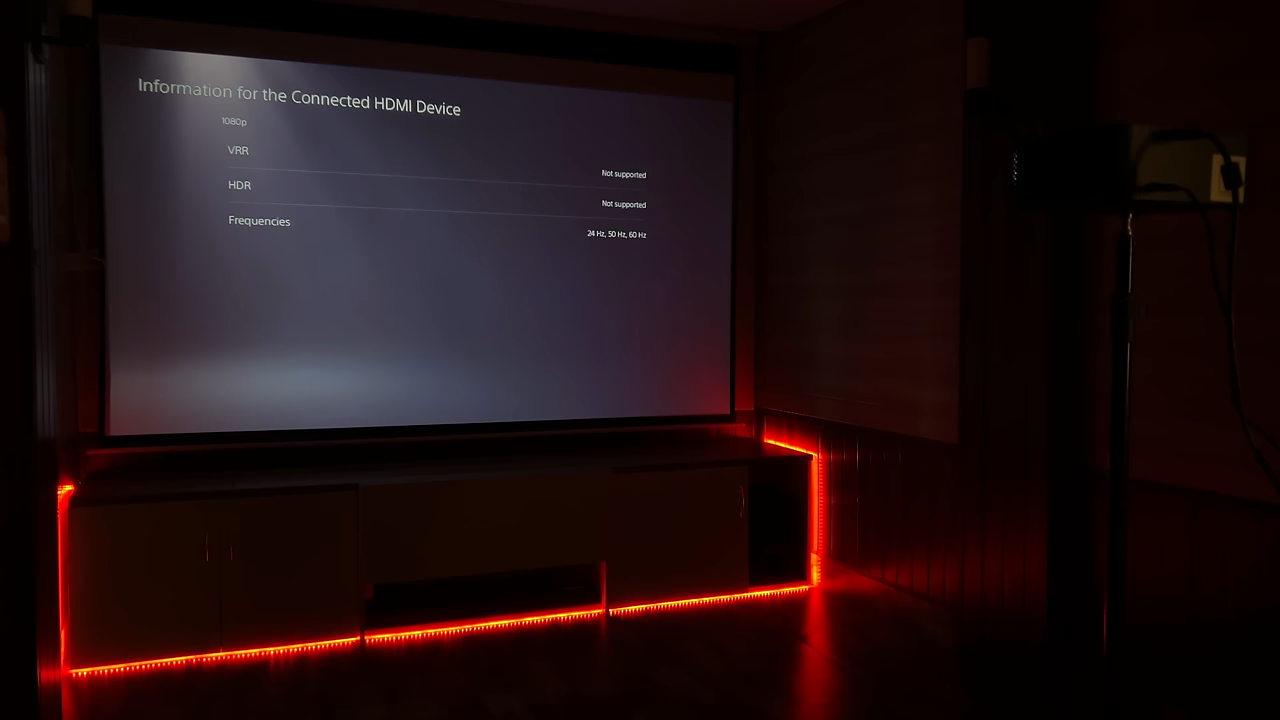 Information for the Connected HDMI Device
1080p
VRR
Not supported
HDR
Not supported
Frequencies
24 Hz, 50 Hz, 60 Hz